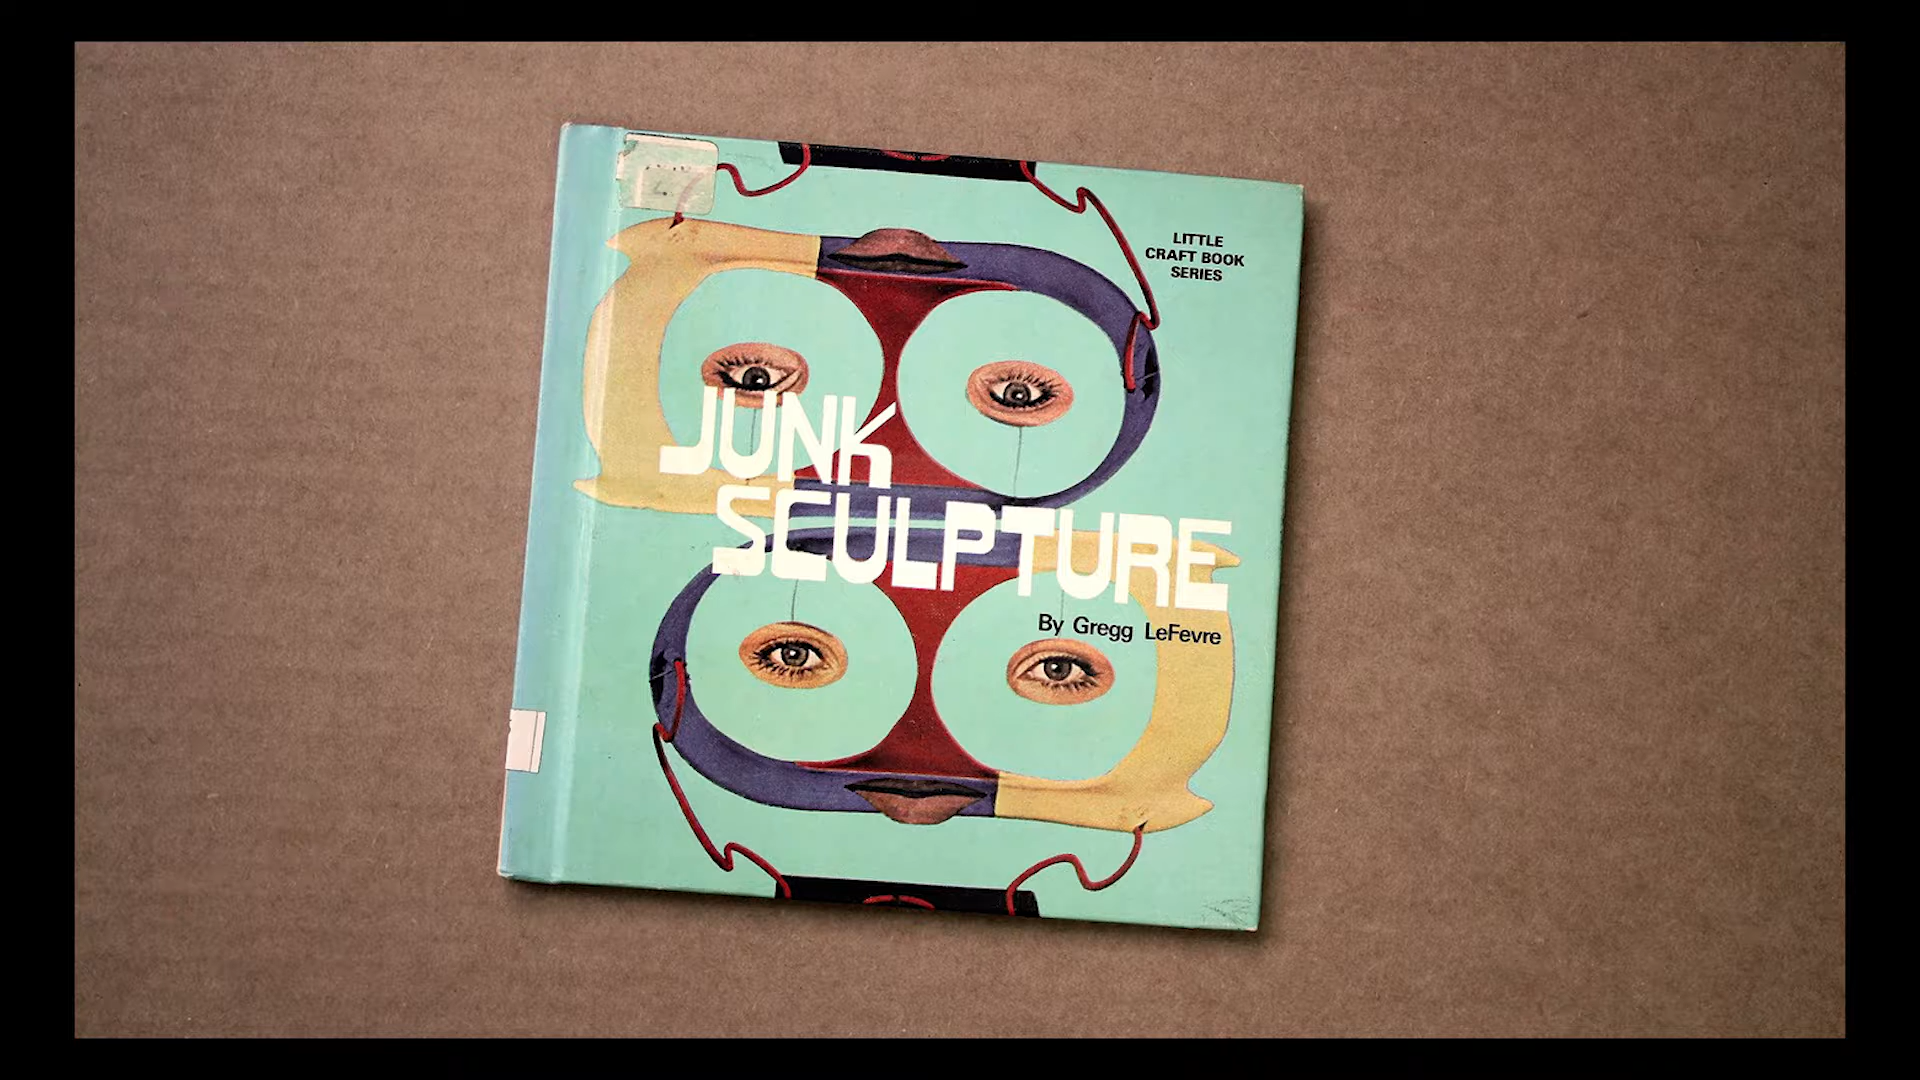 LITTLE
CRAFT BOOK
SERIES
JUNK
SCULPTURE
By Gregg LeFevre